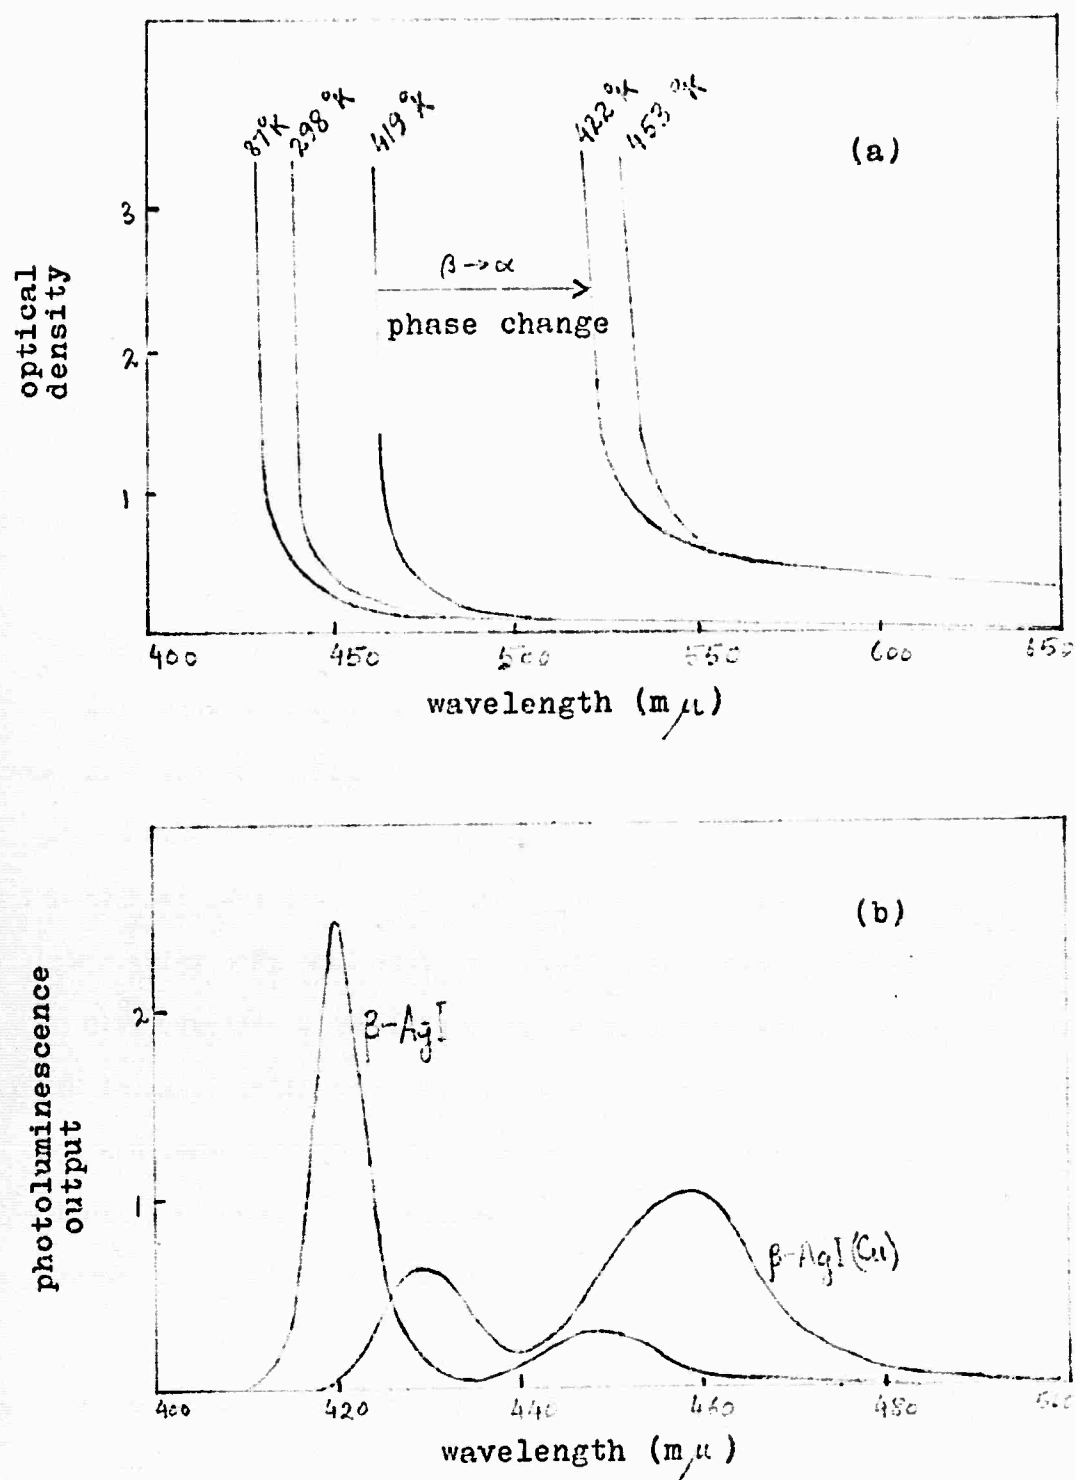 87°K 298°K 419°K 422°K 453°K
(a)
3
β→α
optical
density
phase change
2
1
400 450 500 550 600 650
wavelength (mμ)
(b)
2
β-AgI
photoluminescence
output
1
β-AgI(Cu)
400 420 440 460 480 500
wavelength (mμ)